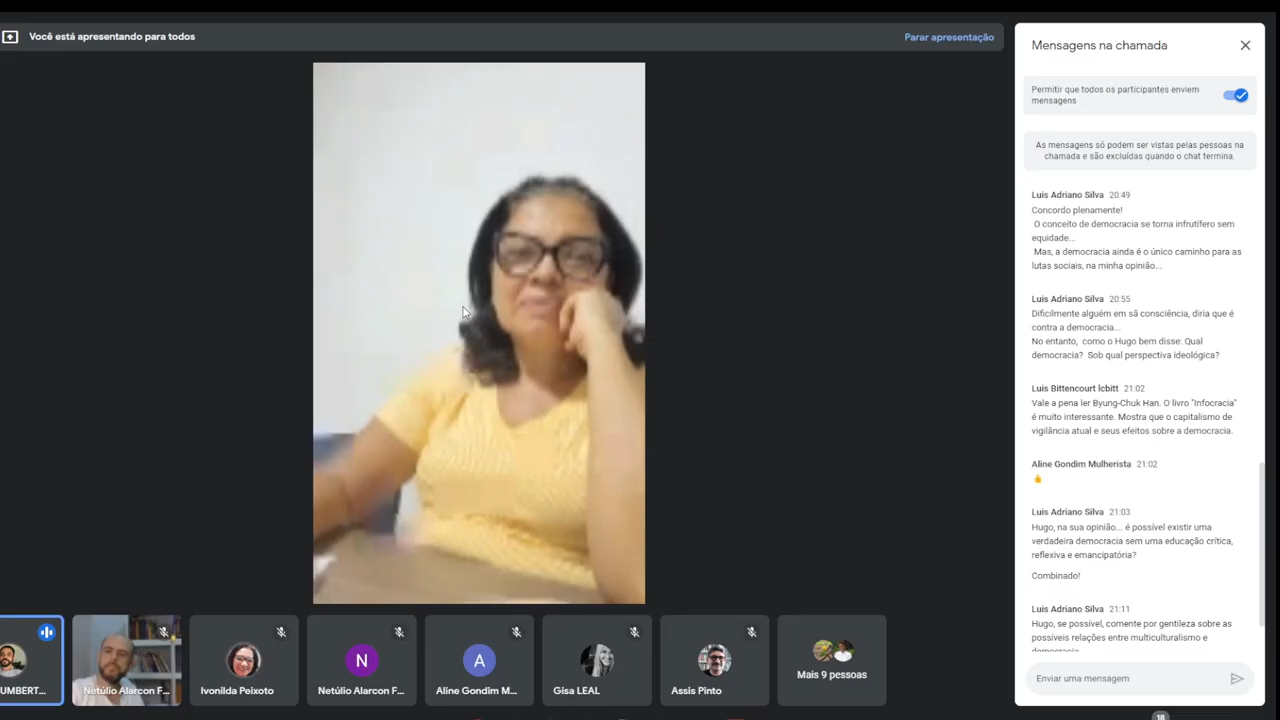 Você está apresentando para todos
Parar apresentação
Mensagens na chamada
Permitir que todos os participantes enviem
mensagens
As mensagens só podem ser vistas pelas pessoas na
chamada e são excluídas quando o chat termina.
Luis Adriano Silva 20:49
Concordo plenamente!
O conceito de democracia se torna infrutífero sem
equidade...
Mas, a democracia ainda é o único caminho para as
lutas sociais, na minha opinião...
Luis Adriano Silva 20:55
Dificilmente alguém em sã consciência, diria que é
contra a democracia...
No entanto, como o Hugo bem disse: Qual
democracia? Sob qual perspectiva ideológica?
Luis Bittencourt lcbitt 21:02
Vale a pena ler Byung-Chuk Han. O livro "Infocracia"
é muito interessante. Mostra que o capitalismo de
vigilância atual e seus efeitos sobre a democracia.
Aline Gondim Mulherista 21:02
👍
Luis Adriano Silva 21:03
Hugo, na sua opinião... é possível existir uma
verdadeira democracia sem uma educação crítica,
reflexiva e emancipatória?
Combinado!
Luis Adriano Silva 21:11
Hugo, se possível, comente por gentileza sobre as
possíveis relações entre multiculturalismo e
democracia
Enviar uma mensagem
UMBERT...
Netúlio Alarcon F...
Ivonilda Peixoto
N
Netúlio Alarcon F...
A
Aline Gondim M...
Gisa LEAL
Assis Pinto
Mais 9 pessoas
18